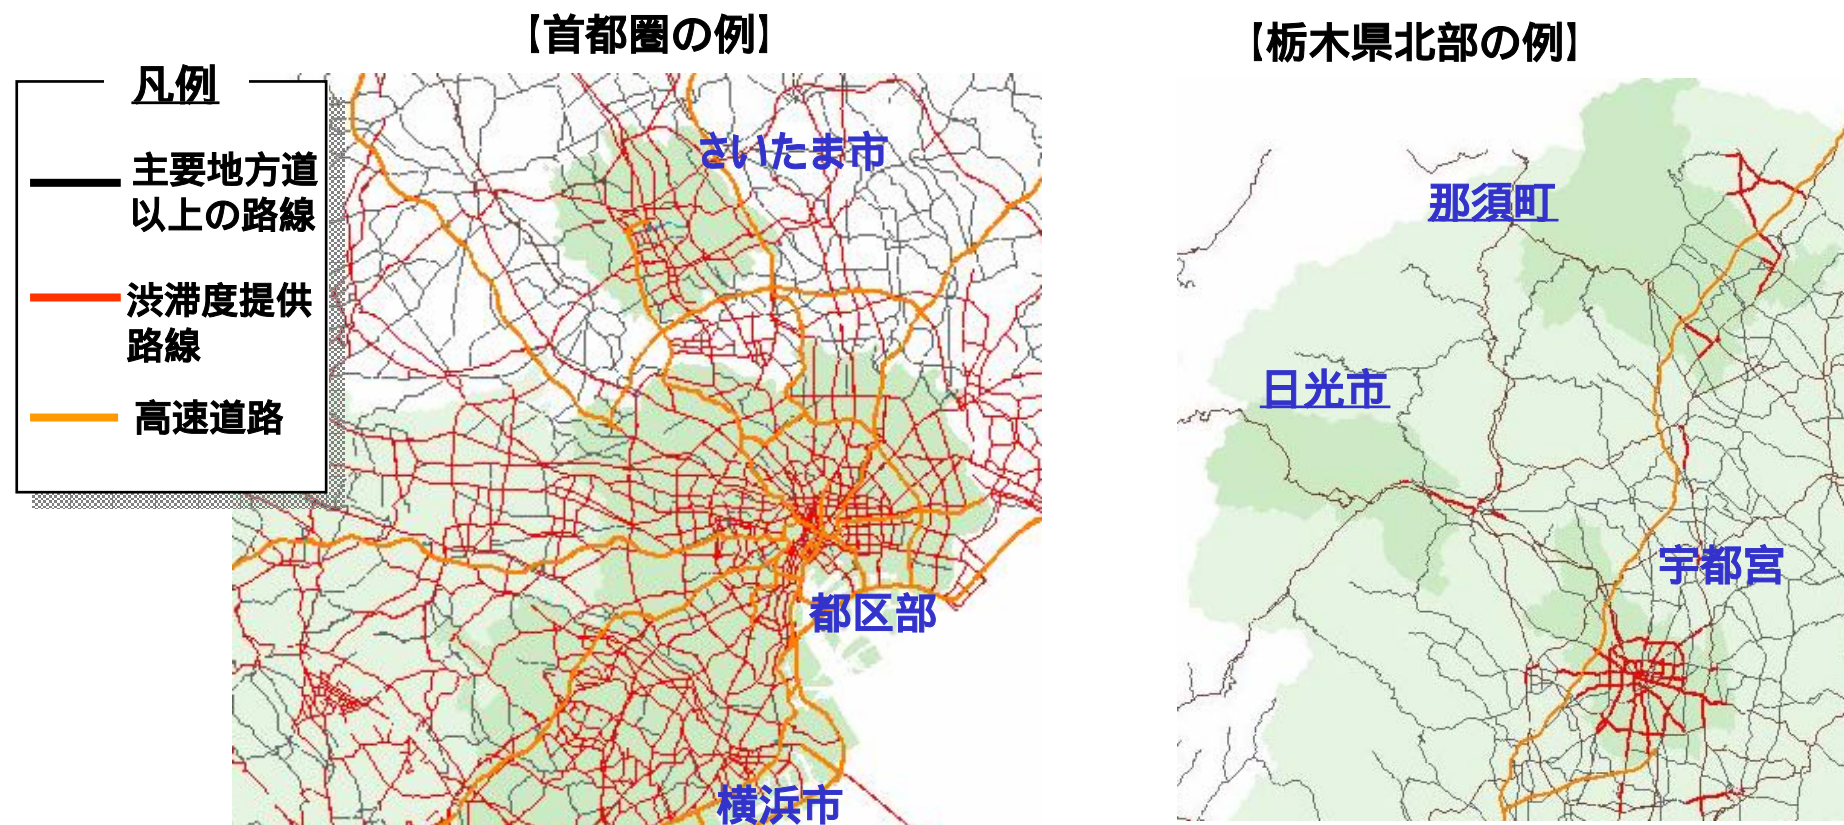 【首都圏の例】
【栃木県北部の例】
凡例
主要地方道
以上の路線
渋滞度提供
路線
高速道路
さいたま市
都区部
横浜市
那須町
日光市
宇都宮